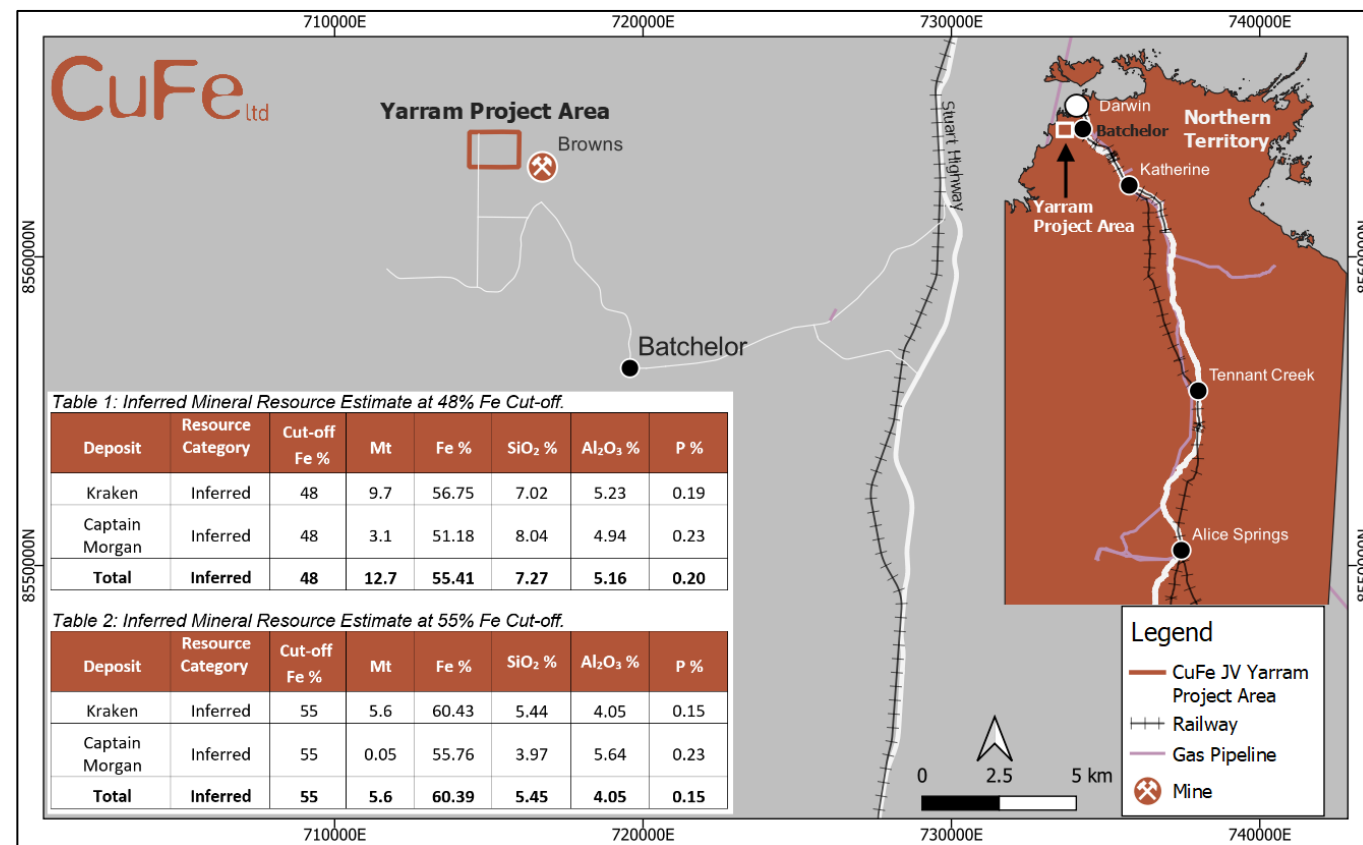 710000E 720000E 730000E 740000E
CuFe ltd
Yarram Project Area
Browns
Stuart Highway
Batchelor
Darwin
Batchelor
Northern
Territory
Katherine
Yarram
Project Area
Tennant Creek
Alice Springs
8560000N
8560000N
8550000N
8550000N
Table 1: Inferred Mineral Resource Estimate at 48% Fe Cut-off.
Deposit Resource Category Cut-off Fe % Mt Fe % SiO₂ % Al₂O₃ % P %
Kraken Inferred 48 9.7 56.75 7.02 5.23 0.19
Captain Morgan Inferred 48 3.1 51.18 8.04 4.94 0.23
Total Inferred 48 12.7 55.41 7.27 5.16 0.20
Table 2: Inferred Mineral Resource Estimate at 55% Fe Cut-off.
Deposit Resource Category Cut-off Fe % Mt Fe % SiO₂ % Al₂O₃ % P %
Kraken Inferred 55 5.6 60.43 5.44 4.05 0.15
Captain Morgan Inferred 55 0.05 55.76 3.97 5.64 0.23
Total Inferred 55 5.6 60.39 5.45 4.05 0.15
0 2.5 5 km
Legend
CuFe JV Yarram
Project Area
Railway
Gas Pipeline
Mine
710000E 720000E 730000E 740000E